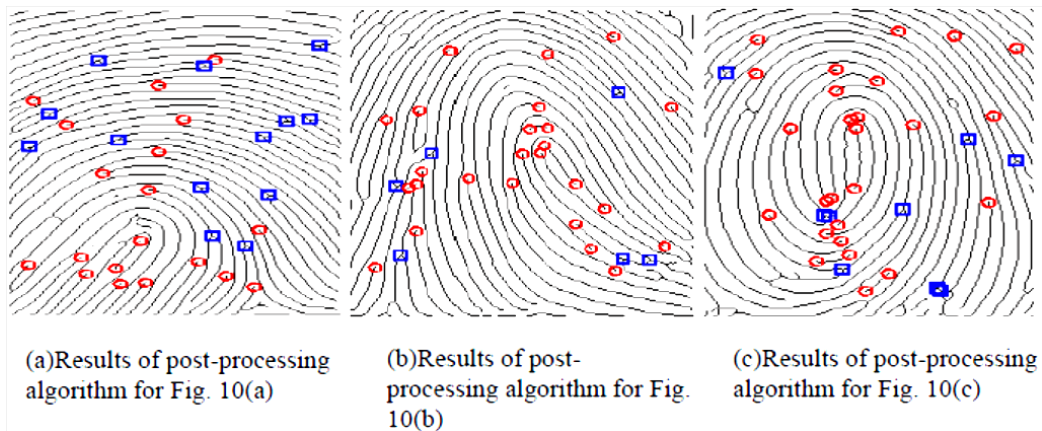 (a)Results of post-processing
algorithm for Fig. 10(a)
(b)Results of post-
processing algorithm for Fig.
10(b)
(c)Results of post-processing
algorithm for Fig. 10(c)